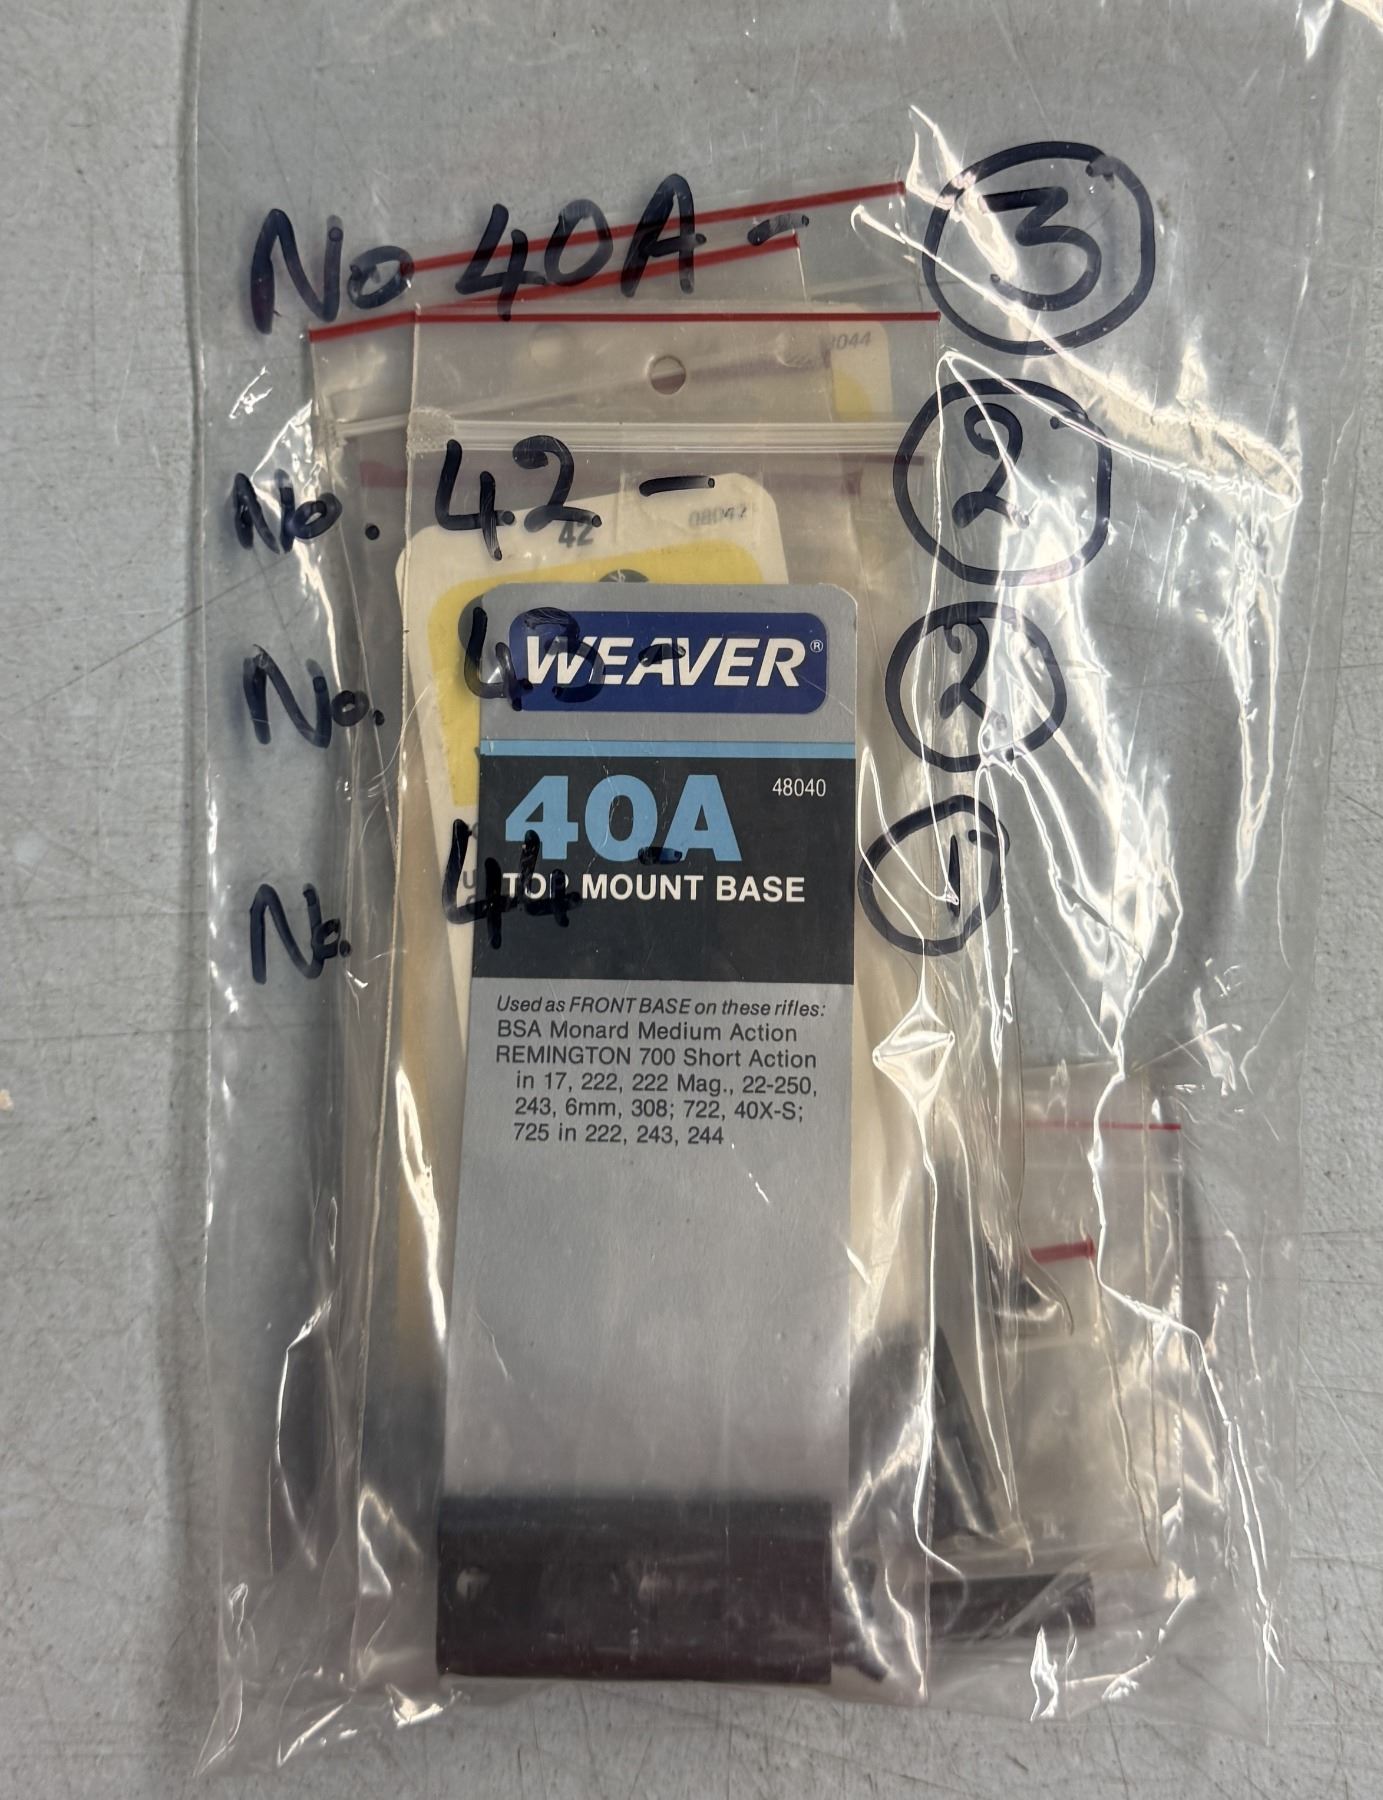 No 40A - 3
8044
No. 42 - 2
42 08042
No. 43 - 2
WEAVER®
40A 48040
TOP MOUNT BASE
No. 44 - 1
Used as FRONT BASE on these rifles:
BSA Monard Medium Action
REMINGTON 700 Short Action
in 17, 222, 222 Mag., 22-250,
243, 6mm, 308; 722, 40X-S;
725 in 222, 243, 244